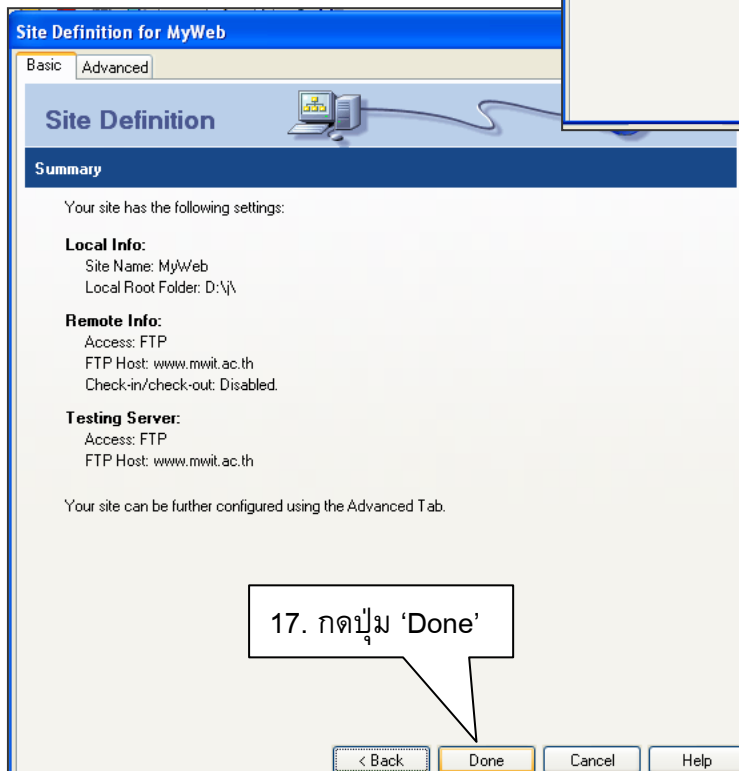 Site Definition for MyWeb
Basic
Advanced
Site Definition
Summary
Your site has the following settings:
Local Info:
Site Name: MyWeb
Local Root Folder: D:\j\
Remote Info:
Access: FTP
FTP Host: www.mwit.ac.th
Check-in/check-out: Disabled.
Testing Server:
Access: FTP
FTP Host: www.mwit.ac.th
Your site can be further configured using the Advanced Tab.
17. กดปุ่ม ‘Done’
< Back
Done
Cancel
Help